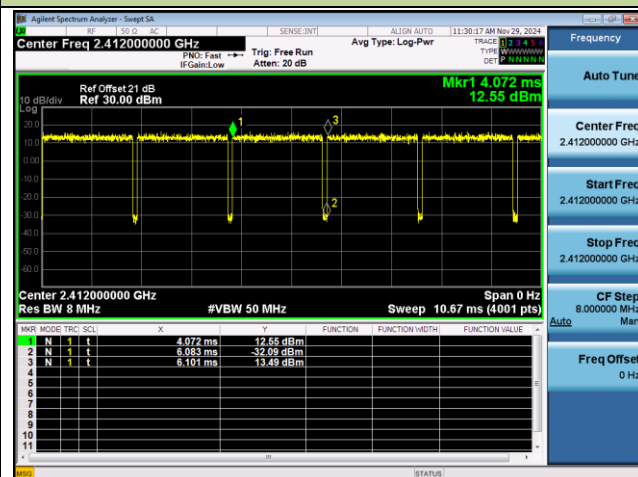 Agilent Spectrum Analyzer - Swept SA
RF 50 Ω AC SENSE:INT ALIGN AUTO 11:30:17 AM Nov 29, 2024
Center Freq 2.412000000 GHz
PNO: Fast Trig: Free Run
IFGain:Low Atten: 20 dB
Avg Type: Log-Pwr
TRACE 1 2 3 4 5 6
TYPE WWWWWW
DET P NNNNN
Ref Offset 21 dB
10 dB/div Ref 30.00 dBm
Log
Mkr1 4.072 ms
12.55 dBm
20.0
10.0
0.00
-10.0
-20.0
-30.0
-40.0
-50.0
-60.0
1
3
2
Center 2.412000000 GHz Span 0 Hz
Res BW 8 MHz #VBW 50 MHz Sweep 10.67 ms (4001 pts)
MKR MODE TRC SCL X Y FUNCTION FUNCTION WIDTH FUNCTION VALUE
1 N 1 t 4.072 ms 12.55 dBm
2 N 1 t 6.083 ms -32.09 dBm
3 N 1 t 6.101 ms 13.49 dBm
4
5
6
7
8
9
10
11
MSG STATUS
Frequency
Auto Tune
Center Freq
2.412000000 GHz
Start Freq
2.412000000 GHz
Stop Freq
2.412000000 GHz
CF Step
8.000000 MHz
Auto Man
Freq Offset
0 Hz